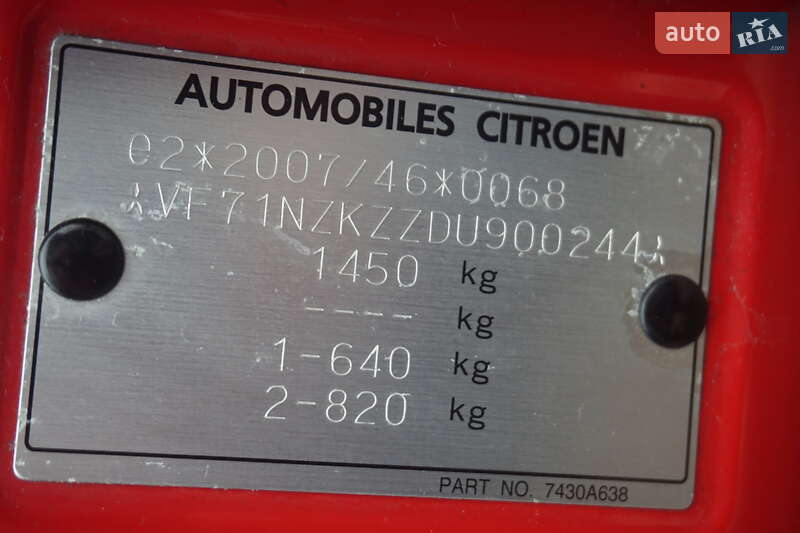 auto RIA .com
AUTOMOBILES CITROEN
e2*2007/46*0068
VF71NZKZZDU900244
1450 kg
---- kg
1-640 kg
2-820 kg
PART NO. 7430A638